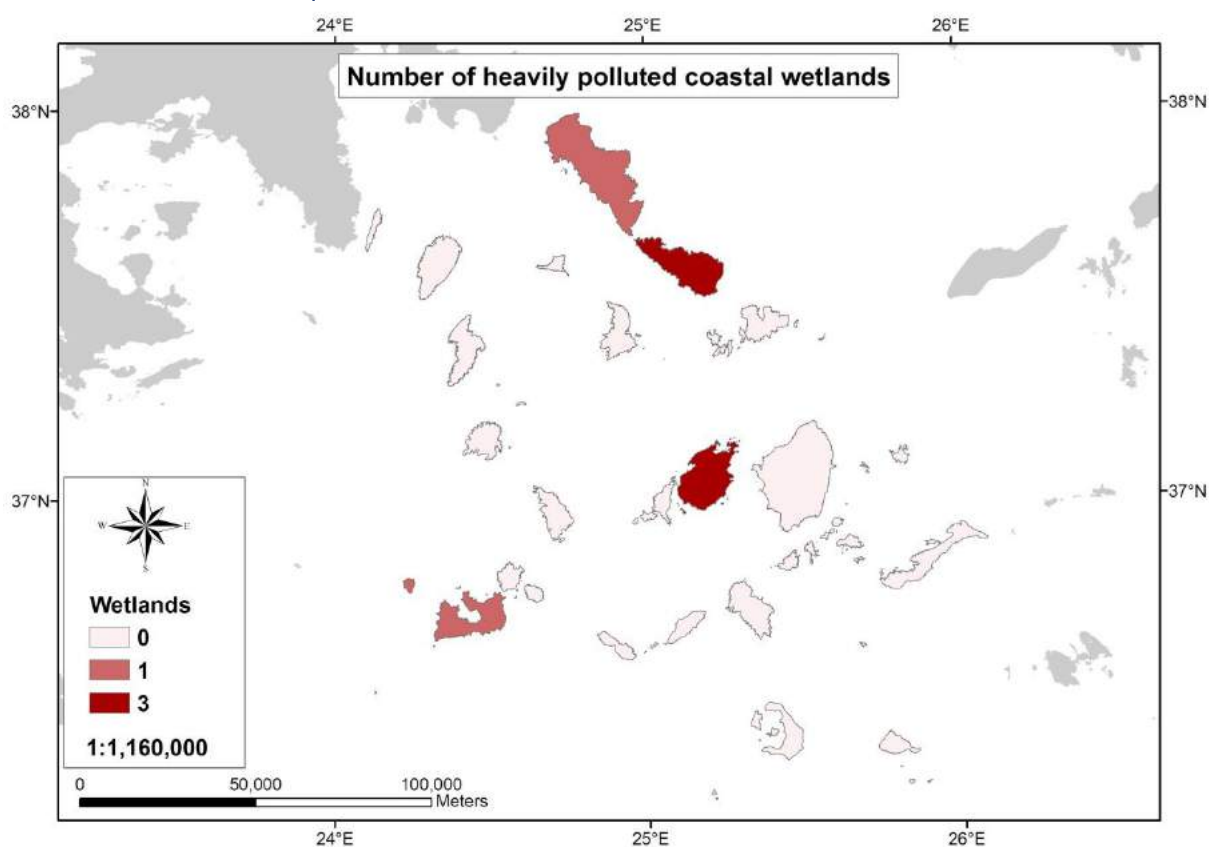 24°E 25°E 26°E
Number of heavily polluted coastal wetlands
38°N 38°N
37°N 37°N
N
W E
S
Wetlands
0
1
3
1:1,160,000
0 50,000 100,000
Meters
24°E 25°E 26°E